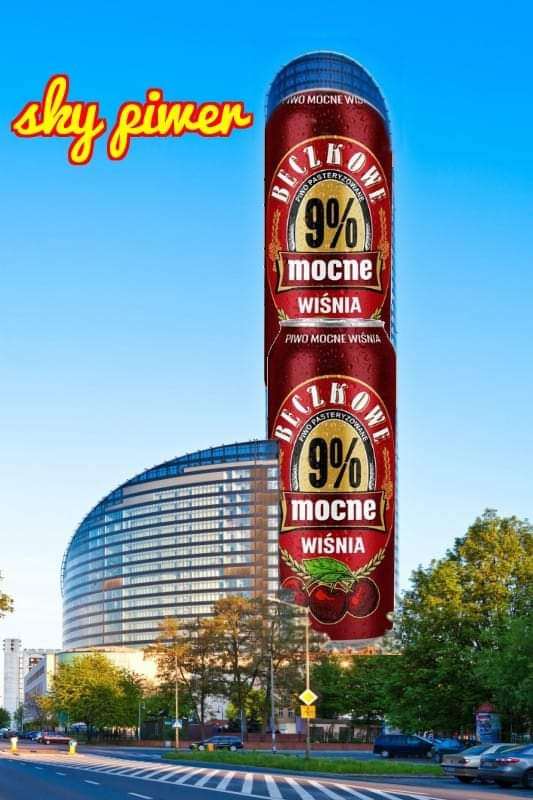 sky piwer
PIWO MOCNE WIŚ
BECZKOWE
PIWO PASTERYZOWANE
9%
mocne
WIŚNIA
PIWO MOCNE WIŚNIA
BECZKOWE
PIWO PASTERYZOWANE
9%
mocne
WIŚNIA